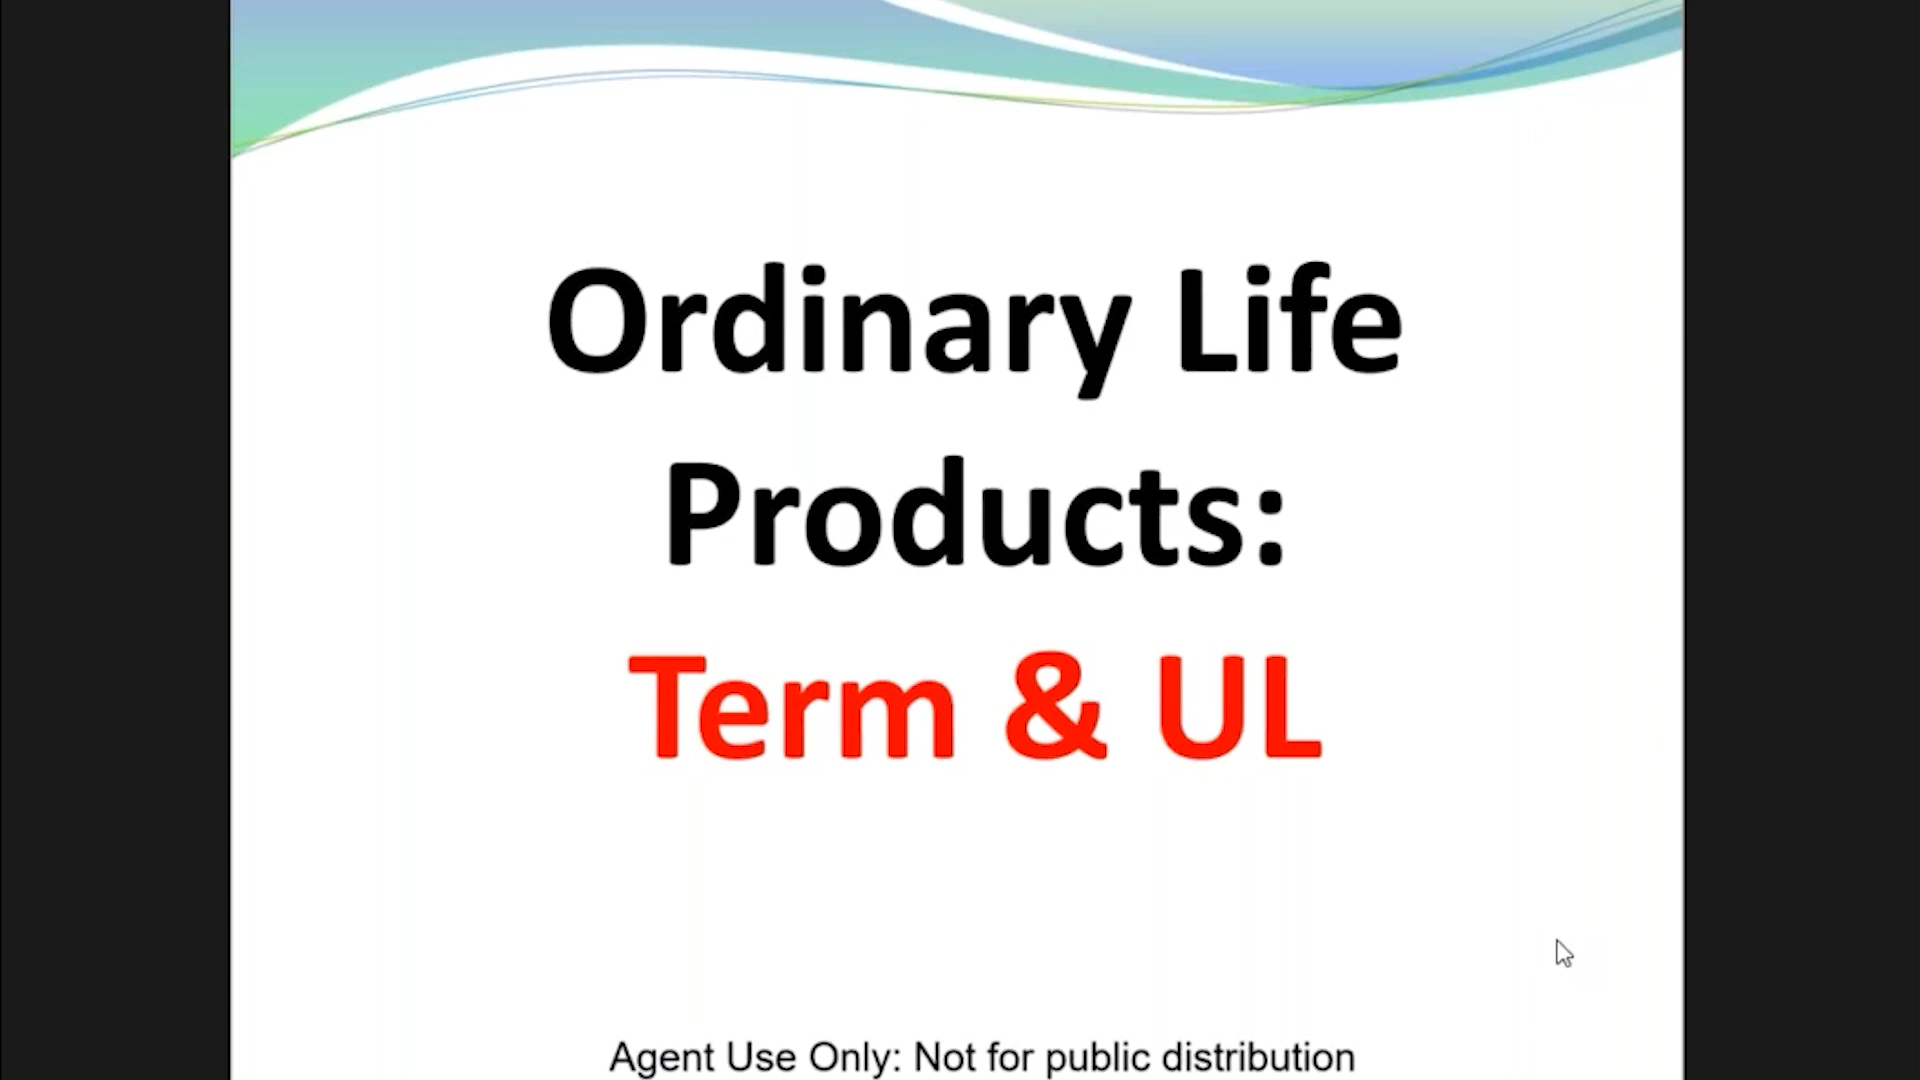 Ordinary Life
Products:
Term & UL
Agent Use Only: Not for public distribution